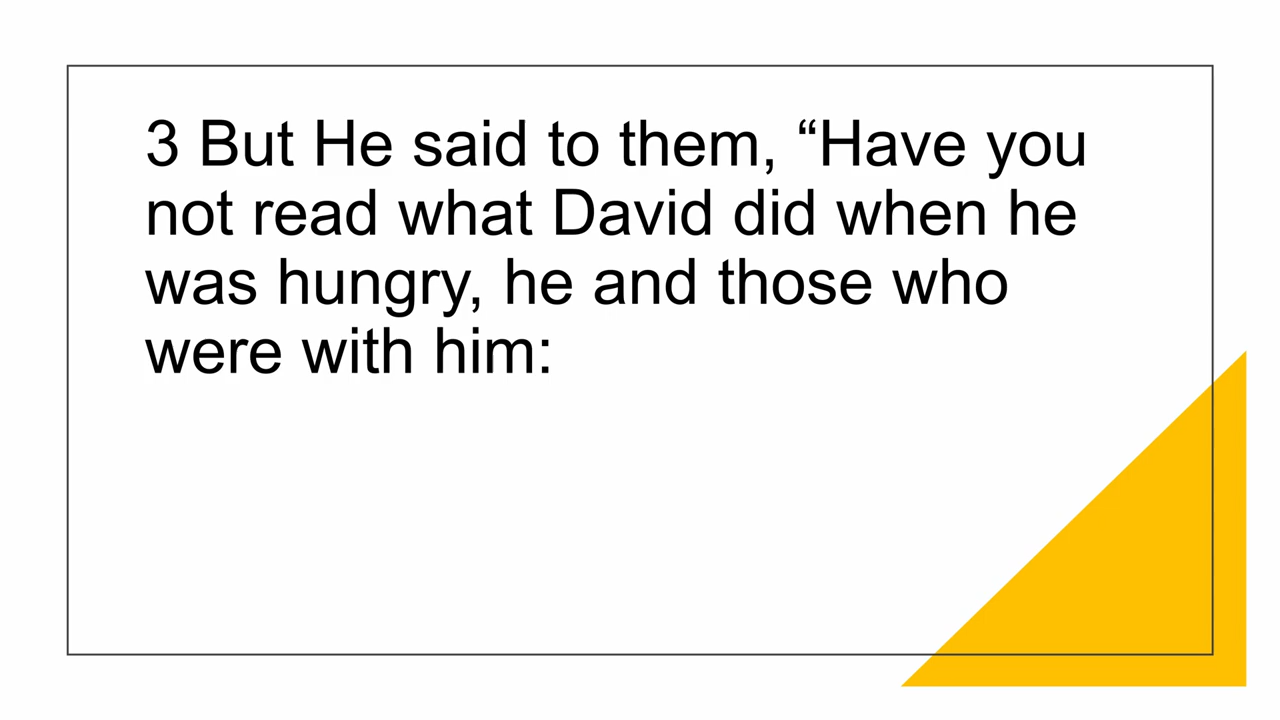 3 But He said to them, “Have you
not read what David did when he
was hungry, he and those who
were with him: